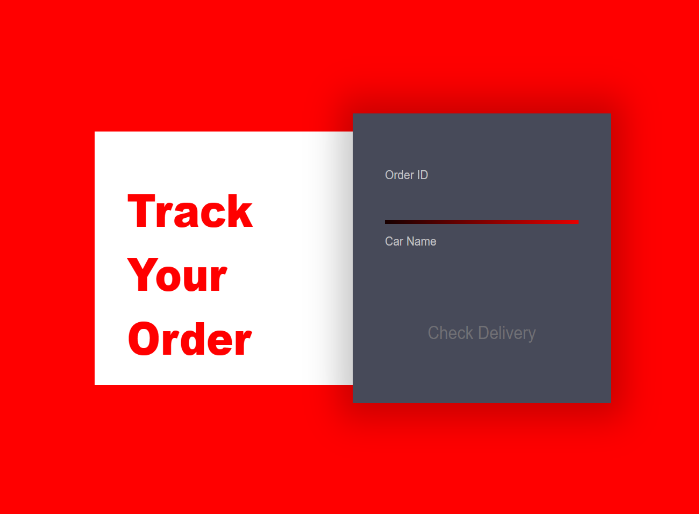 Track
Your
Order
Order ID
Car Name
Check Delivery